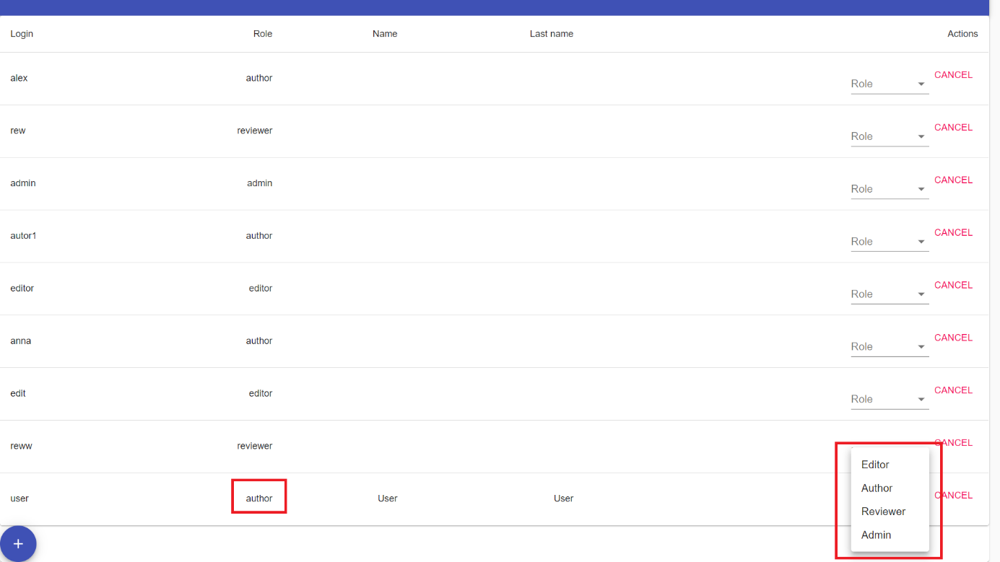 Login Role Name Last name Actions
alex author Role CANCEL
rew reviewer Role CANCEL
admin admin Role CANCEL
autor1 author Role CANCEL
editor editor Role CANCEL
anna author Role CANCEL
edit editor Role CANCEL
reww reviewer CANCEL
user author User User CANCEL
Editor
Author
Reviewer
Admin
+